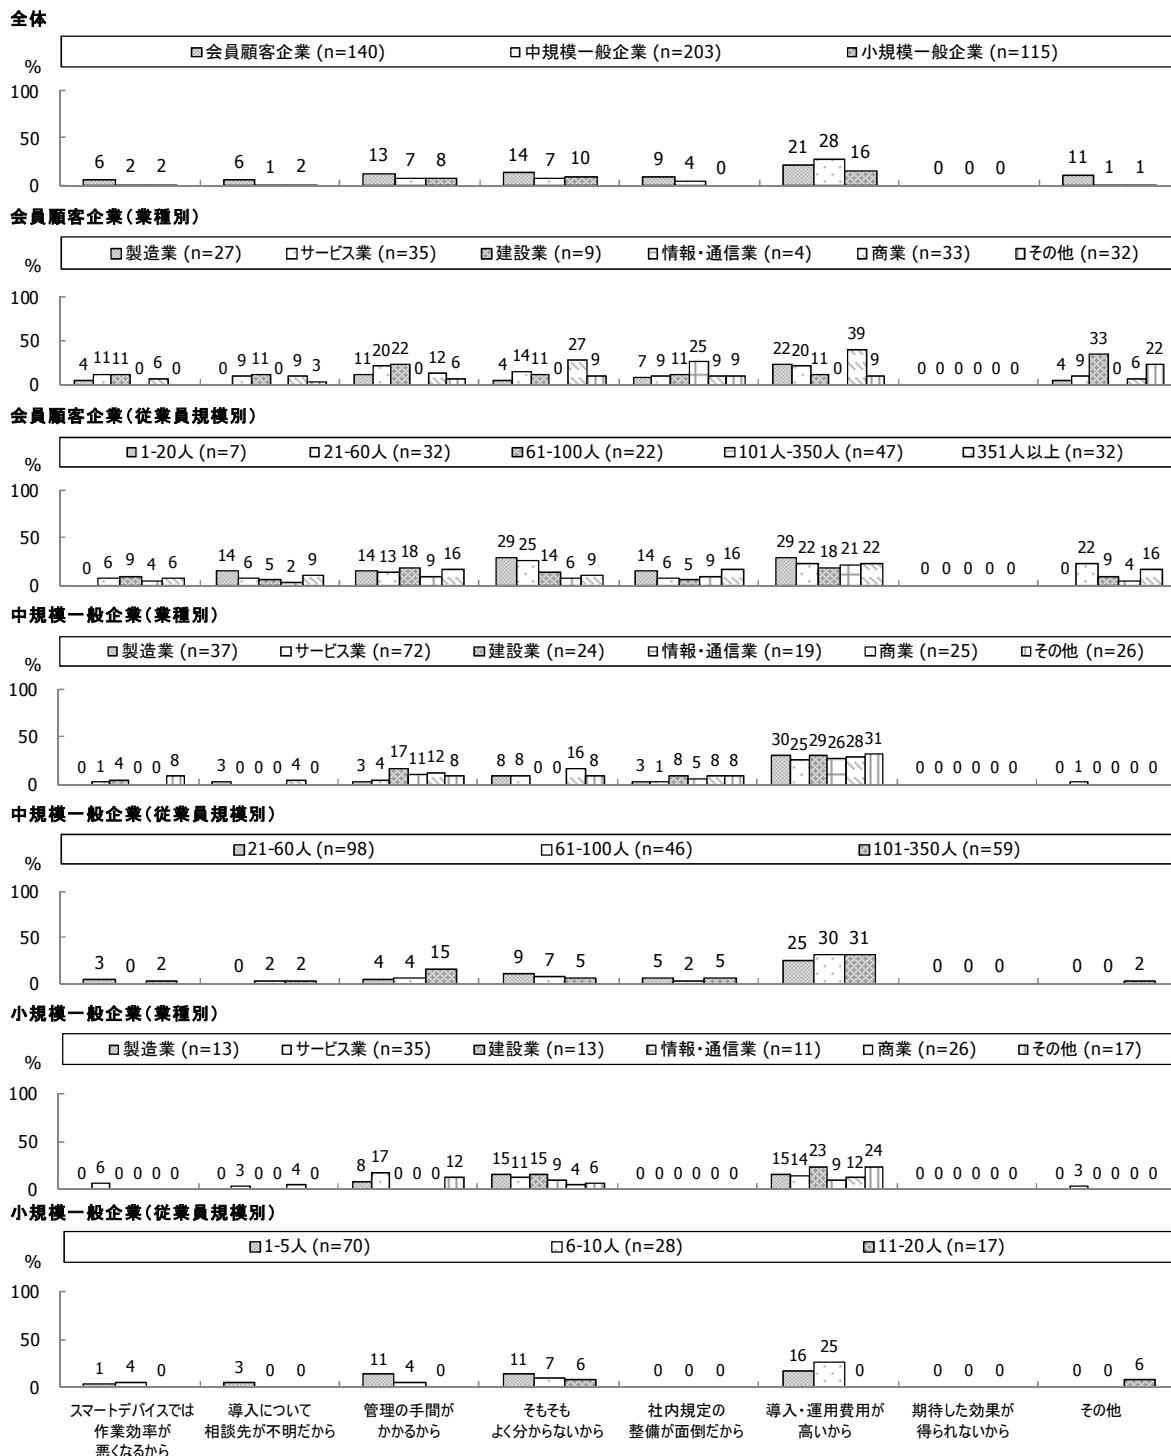 全体
会員顧客企業 (n=140) 中規模一般企業 (n=203) 小規模一般企業 (n=115)
%
100
50
0
6 2 2 6 1 2 13 7 8 14 7 10 9 4 0 21 28 16 0 0 0 11 1 1
会員顧客企業(業種別)
製造業 (n=27) サービス業 (n=35) 建設業 (n=9) 情報・通信業 (n=4) 商業 (n=33) その他 (n=32)
%
100
50
0
4 11 11 0 6 0 0 9 11 0 9 3 11 20 22 0 12 6 4 14 11 0 27 9 7 9 11 25 9 9 22 20 11 0 39 9 0 0 0 0 0 0 4 9 33 0 6 22
会員顧客企業(従業員規模別)
1-20人 (n=7) 21-60人 (n=32) 61-100人 (n=22) 101人-350人 (n=47) 351人以上 (n=32)
%
100
50
0
0 6 9 4 6 14 6 5 2 9 14 13 18 9 16 29 25 14 6 9 14 6 5 9 16 29 22 18 21 22 0 0 0 0 0 0 22 9 4 16
中規模一般企業(業種別)
製造業 (n=37) サービス業 (n=72) 建設業 (n=24) 情報・通信業 (n=19) 商業 (n=25) その他 (n=26)
%
100
50
0
0 1 4 0 0 8 3 0 0 0 4 0 3 4 17 11 12 8 8 8 0 0 16 8 3 1 8 5 8 8 30 25 29 26 28 31 0 0 0 0 0 0 0 1 0 0 0 0
中規模一般企業(従業員規模別)
21-60人 (n=98) 61-100人 (n=46) 101-350人 (n=59)
%
100
50
0
3 0 2 0 2 2 4 4 15 9 7 5 5 2 5 25 30 31 0 0 0 0 0 2
小規模一般企業(業種別)
製造業 (n=13) サービス業 (n=35) 建設業 (n=13) 情報・通信業 (n=11) 商業 (n=26) その他 (n=17)
%
100
50
0
0 6 0 0 0 0 0 3 0 0 4 0 8 17 0 0 0 12 15 11 15 9 4 6 0 0 0 0 0 0 15 14 23 9 12 24 0 0 0 0 0 0 0 3 0 0 0 0
小規模一般企業(従業員規模別)
1-5人 (n=70) 6-10人 (n=28) 11-20人 (n=17)
%
100
50
0
1 4 0 3 0 0 11 4 0 11 7 6 0 0 0 16 25 0 0 0 0 0 0 6
スマートデバイスでは
作業効率が
悪くなるから
導入について
相談先が不明だから
管理の手間が
かかるから
そもそも
よく分からないから
社内規定の
整備が面倒だから
導入・運用費用が
高いから
期待した効果が
得られないから
その他